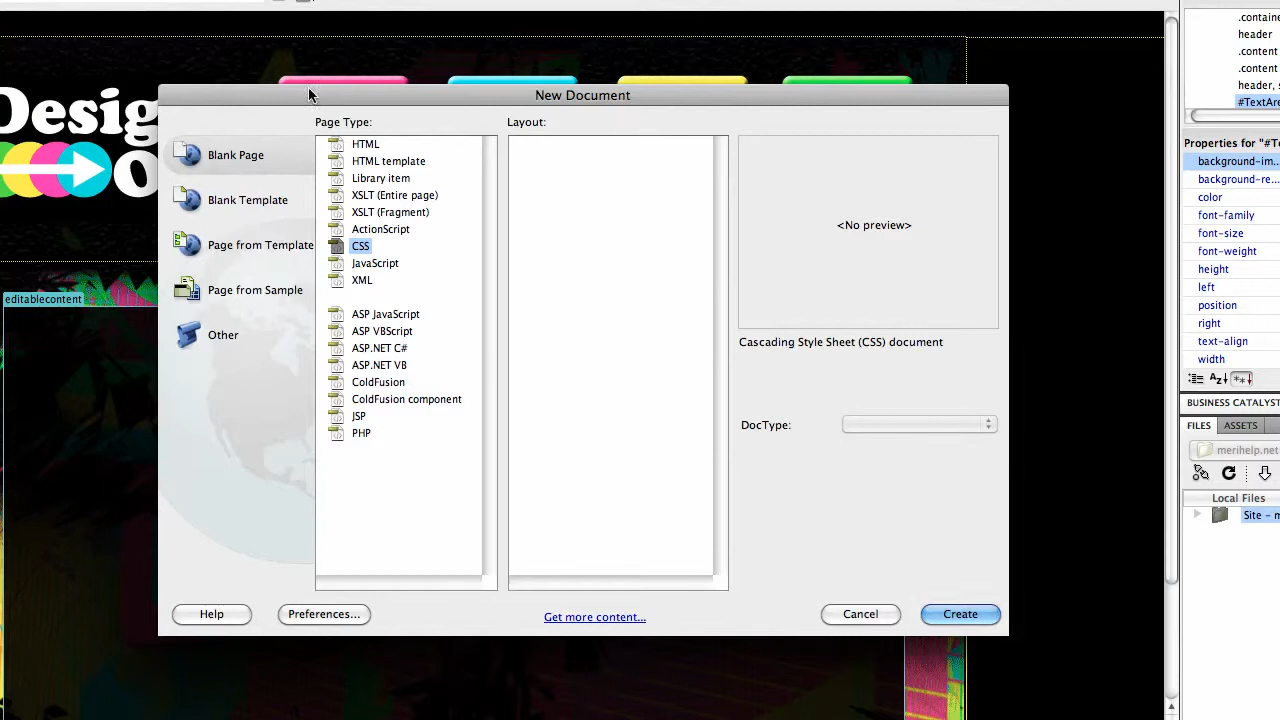 .containe
header
.content
.content
header, s
#TextAre
Desig
O
New Document
Page Type:
Layout:
Blank Page
Blank Template
Page from Template
Page from Sample
Other
HTML
HTML template
Library item
XSLT (Entire page)
XSLT (Fragment)
ActionScript
CSS
JavaScript
XML
ASP JavaScript
ASP VBScript
ASP.NET C#
ASP.NET VB
ColdFusion
ColdFusion component
JSP
PHP
<No preview>
Cascading Style Sheet (CSS) document
DocType:
Help
Preferences...
Get more content...
Cancel
Create
editablecontent
Properties for "#Te
background-im...
background-re...
color
font-family
font-size
font-weight
height
left
position
right
text-align
width
BUSINESS CATALYST
FILES
ASSETS
merihelp.net
Local Files
Site - m